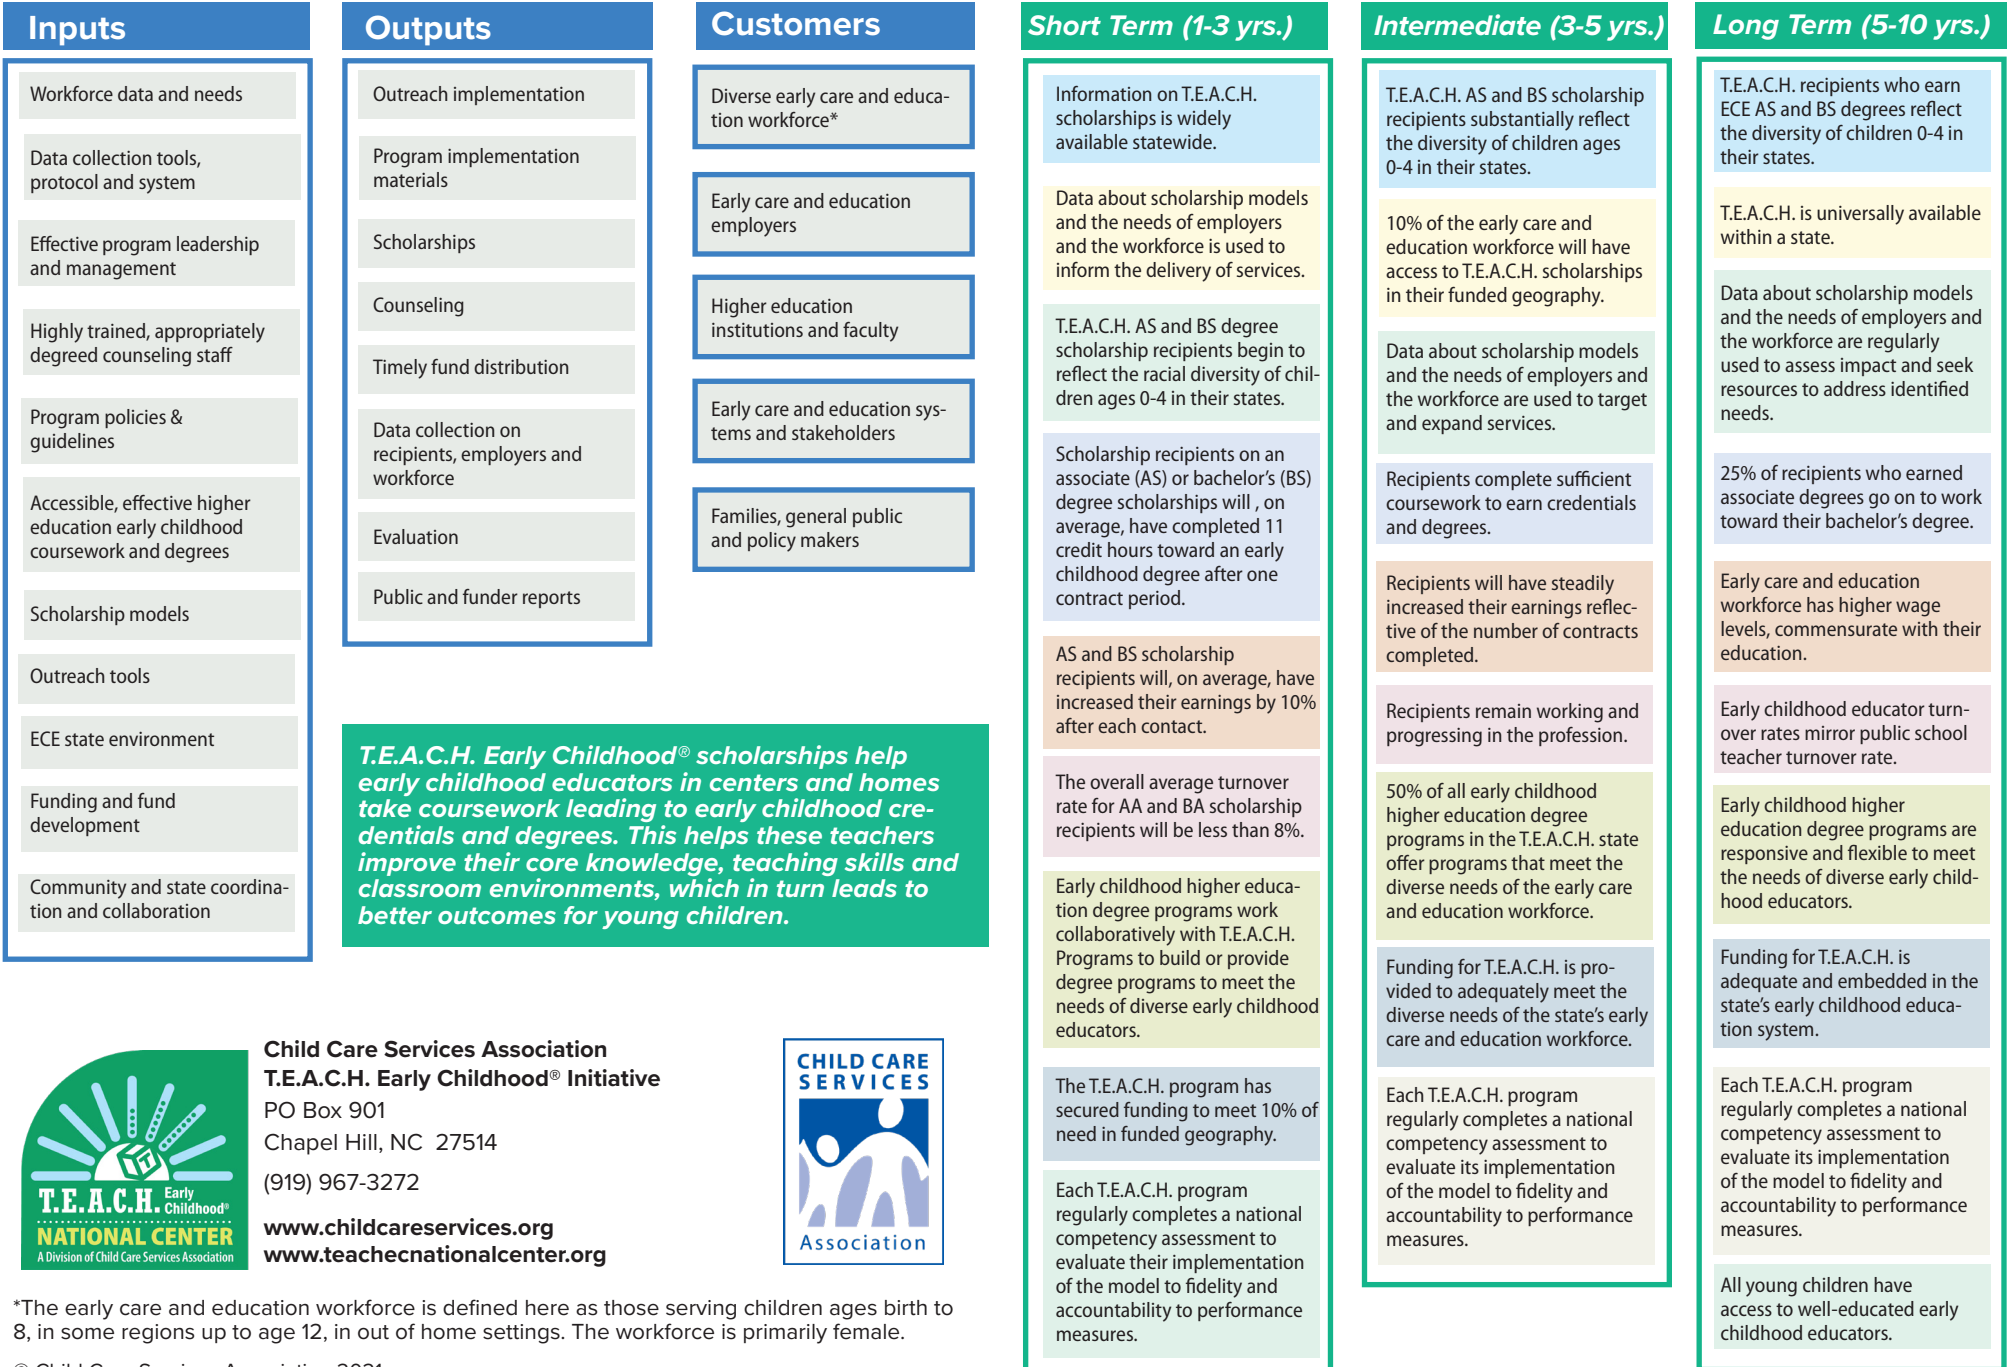 Inputs
Workforce data and needs
Data collection tools,
protocol and system
Effective program leadership
and management
Highly trained, appropriately
degreed counseling staff
Program policies &
guidelines
Accessible, effective higher
education early childhood
coursework and degrees
Scholarship models
Outreach tools
ECE state environment
Funding and fund
development
Community and state coordina-
tion and collaboration
Outputs
Outreach implementation
Program implementation
materials
Scholarships
Counseling
Timely fund distribution
Data collection on
recipients, employers and
workforce
Evaluation
Public and funder reports
Customers
Diverse early care and educa-
tion workforce*
Early care and education
employers
Higher education
institutions and faculty
Early care and education sys-
tems and stakeholders
Families, general public
and policy makers
T.E.A.C.H. Early Childhood® scholarships help
early childhood educators in centers and homes
take coursework leading to early childhood cre-
dentials and degrees. This helps these teachers
improve their core knowledge, teaching skills and
classroom environments, which in turn leads to
better outcomes for young children.
Short Term (1-3 yrs.)
Information on T.E.A.C.H.
scholarships is widely
available statewide.
Data about scholarship models
and the needs of employers
and the workforce is used to
inform the delivery of services.
T.E.A.C.H. AS and BS degree
scholarship recipients begin to
reflect the racial diversity of chil-
dren ages 0-4 in their states.
Scholarship recipients on an
associate (AS) or bachelor's (BS)
degree scholarships will , on
average, have completed 11
credit hours toward an early
childhood degree after one
contract period.
AS and BS scholarship
recipients will, on average, have
increased their earnings by 10%
after each contact.
The overall average turnover
rate for AA and BA scholarship
recipients will be less than 8%.
Early childhood higher educa-
tion degree programs work
collaboratively with T.E.A.C.H.
Programs to build or provide
degree programs to meet the
needs of diverse early childhood
educators.
The T.E.A.C.H. program has
secured funding to meet 10% of
need in funded geography.
Each T.E.A.C.H. program
regularly completes a national
competency assessment to
evaluate their implementation
of the model to fidelity and
accountability to performance
measures.
Intermediate (3-5 yrs.)
T.E.A.C.H. AS and BS scholarship
recipients substantially reflect
the diversity of children ages
0-4 in their states.
10% of the early care and
education workforce will have
access to T.E.A.C.H. scholarships
in their funded geography.
Data about scholarship models
and the needs of employers and
the workforce are used to target
and expand services.
Recipients complete sufficient
coursework to earn credentials
and degrees.
Recipients will have steadily
increased their earnings reflec-
tive of the number of contracts
completed.
Recipients remain working and
progressing in the profession.
50% of all early childhood
higher education degree
programs in the T.E.A.C.H. state
offer programs that meet the
diverse needs of the early care
and education workforce.
Funding for T.E.A.C.H. is pro-
vided to adequately meet the
diverse needs of the state's early
care and education workforce.
Each T.E.A.C.H. program
regularly completes a national
competency assessment to
evaluate its implementation
of the model to fidelity and
accountability to performance
measures.
Long Term (5-10 yrs.)
T.E.A.C.H. recipients who earn
ECE AS and BS degrees reflect
the diversity of children 0-4 in
their states.
T.E.A.C.H. is universally available
within a state.
Data about scholarship models
and the needs of employers and
the workforce are regularly
used to assess impact and seek
resources to address identified
needs.
25% of recipients who earned
associate degrees go on to work
toward their bachelor's degree.
Early care and education
workforce has higher wage
levels, commensurate with their
education.
Early childhood educator turn-
over rates mirror public school
teacher turnover rate.
Early childhood higher
education degree programs are
responsive and flexible to meet
the needs of diverse early child-
hood educators.
Funding for T.E.A.C.H. is
adequate and embedded in the
state's early childhood educa-
tion system.
Each T.E.A.C.H. program
regularly completes a national
competency assessment to
evaluate its implementation
of the model to fidelity and
accountability to performance
measures.
All young children have
access to well-educated early
childhood educators.
T
T.E.A.C.H. Early
Childhood®
NATIONAL CENTER
A Division of Child Care Services Association
Child Care Services Association
T.E.A.C.H. Early Childhood® Initiative
PO Box 901
Chapel Hill, NC 27514
(919) 967-3272
www.childcareservices.org
www.teachecnationalcenter.org
CHILD CARE
SERVICES
Association
*The early care and education workforce is defined here as those serving children ages birth to
8, in some regions up to age 12, in out of home settings. The workforce is primarily female.
© Child Care Services Association 2021